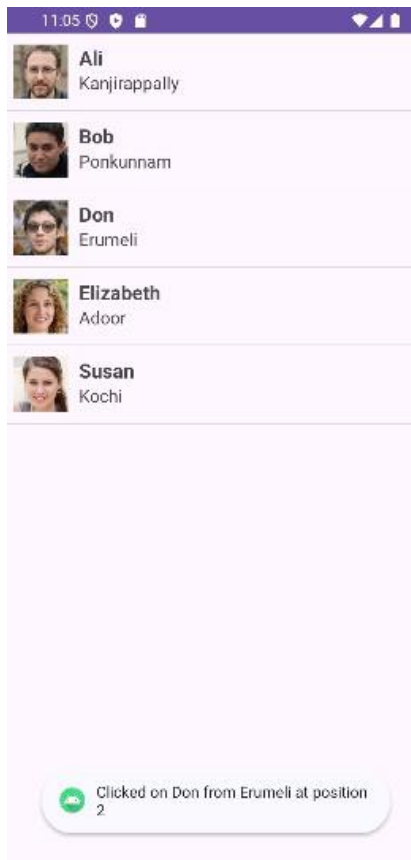 11:05
Ali
Kanjirappally
Bob
Ponkunnam
Don
Erumeli
Elizabeth
Adoor
Susan
Kochi
Clicked on Don from Erumeli at position
2